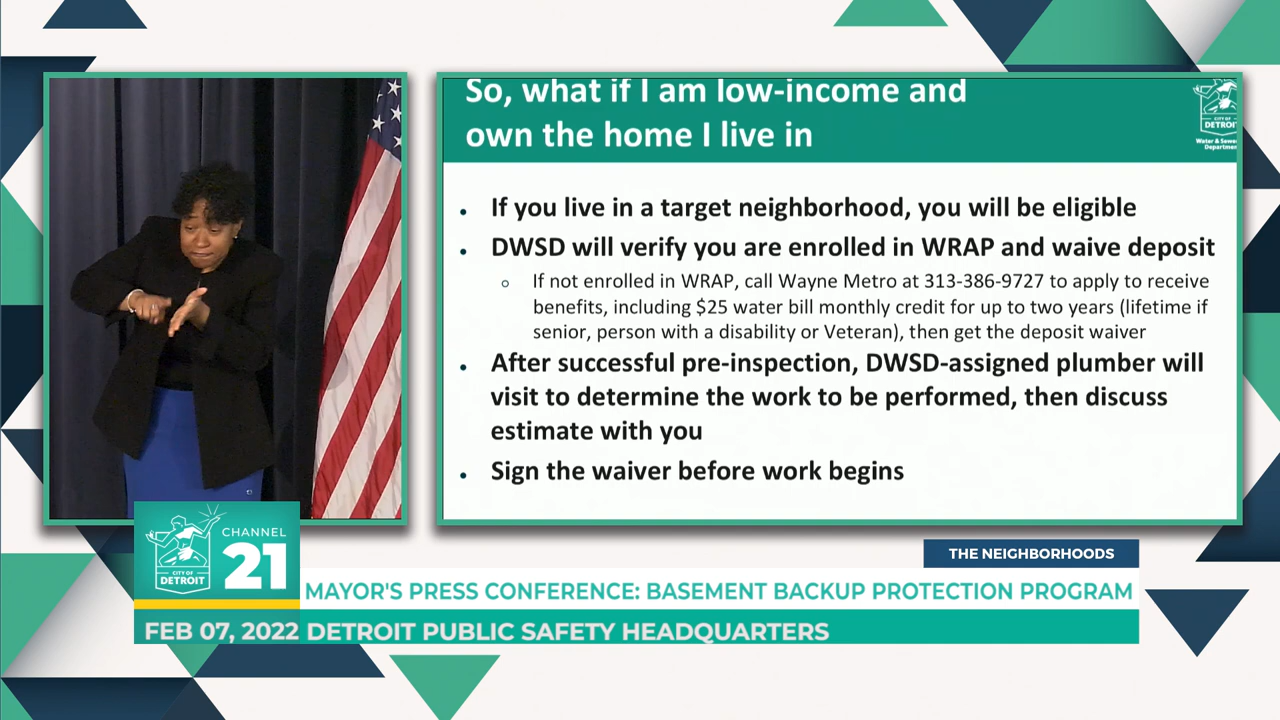 So, what if I am low-income and
own the home I live in
CITY OF
DETROIT
Water & Sewer
Department
• If you live in a target neighborhood, you will be eligible
• DWSD will verify you are enrolled in WRAP and waive deposit
o If not enrolled in WRAP, call Wayne Metro at 313-386-9727 to apply to receive
benefits, including $25 water bill monthly credit for up to two years (lifetime if
senior, person with a disability or Veteran), then get the deposit waiver
• After successful pre-inspection, DWSD-assigned plumber will
visit to determine the work to be performed, then discuss
estimate with you
• Sign the waiver before work begins
CITY OF
DETROIT
CHANNEL
21
THE NEIGHBORHOODS
MAYOR'S PRESS CONFERENCE: BASEMENT BACKUP PROTECTION PROGRAM
FEB 07, 2022 DETROIT PUBLIC SAFETY HEADQUARTERS